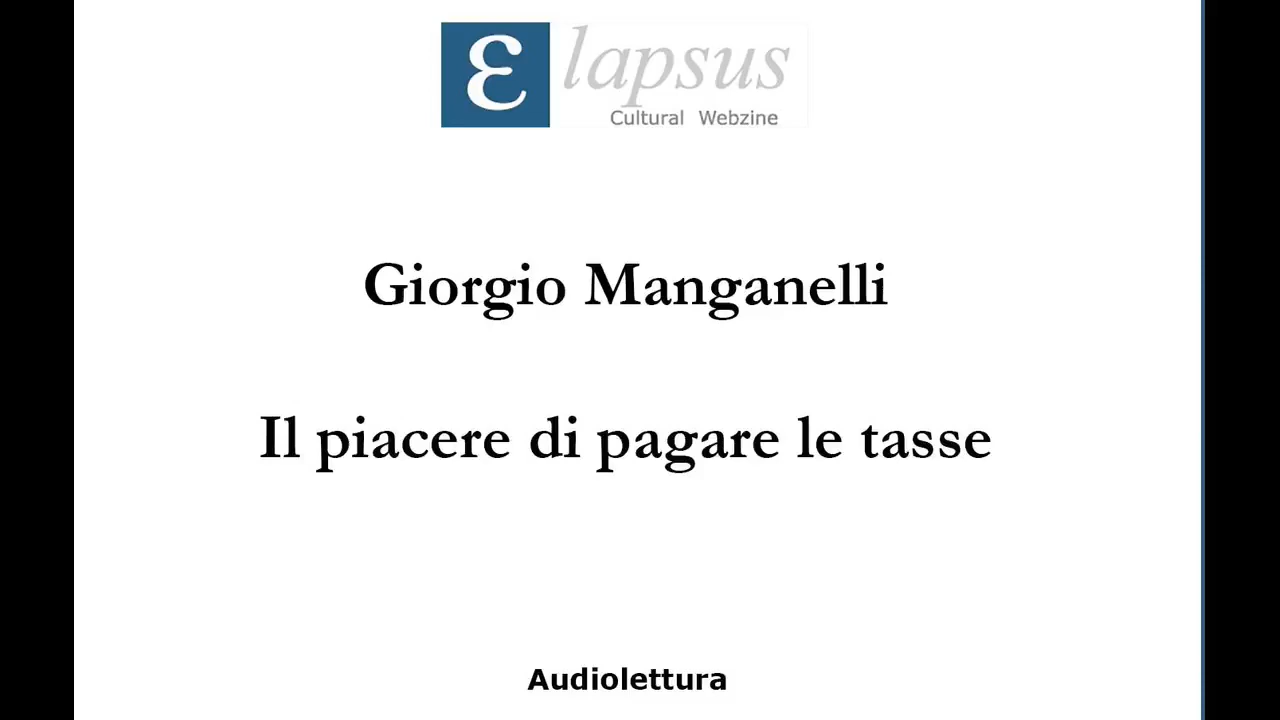 ε lapsus
Cultural Webzine
Giorgio Manganelli
Il piacere di pagare le tasse
Audiolettura